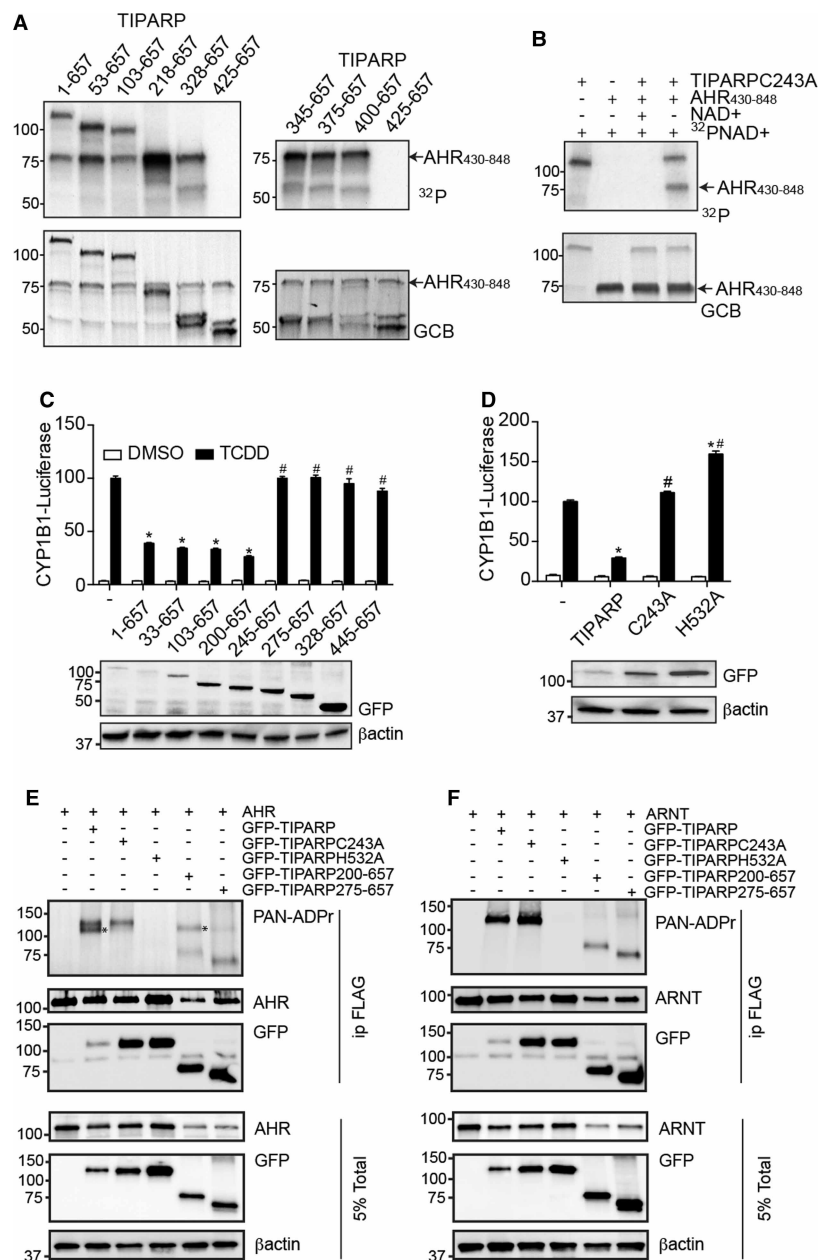 A
TIPARP
1-657 53-657 103-657 218-657 328-657 425-657
100
75
50
100
75
50
TIPARP
345-657 375-657 400-657 425-657
75 AHR430-848
50 32P
75 AHR430-848
50 GCB
B
+ - + + TIPARPC243A
- + + + AHR430-848
- - + - NAD+
+ + + + 32PNAD+
100
75 AHR430-848
32P
100
75 AHR430-848
GCB
C
CYP1B1-Luciferase
150
100
50
0
DMSO TCDD
* * * * # # # #
- 1-657 33-657 103-657 200-657 245-657 275-657 328-657 445-657
100
75
50 GFP
37 βactin
D
CYP1B1-Luciferase
200
150
100
50
0
* # *#
- TIPARP C243A H532A
100 GFP
37 βactin
E
+ + + + + + AHR
- + - - - - GFP-TIPARP
- - + - - - GFP-TIPARPC243A
- - - + - - GFP-TIPARPH532A
- - - - + - GFP-TIPARP200-657
- - - - - + GFP-TIPARP275-657
150 PAN-ADPr
100 * *
75
100 AHR
150 GFP
100
75
ip FLAG
100 AHR
150 GFP
100
75
37 βactin
5% Total
F
+ + + + + + ARNT
- + - - - - GFP-TIPARP
- - + - - - GFP-TIPARPC243A
- - - + - - GFP-TIPARPH532A
- - - - + - GFP-TIPARP200-657
- - - - - + GFP-TIPARP275-657
150 PAN-ADPr
100
75
100 ARNT
150 GFP
100
75
ip FLAG
100 ARNT
150 GFP
100
75
37 βactin
5% Total